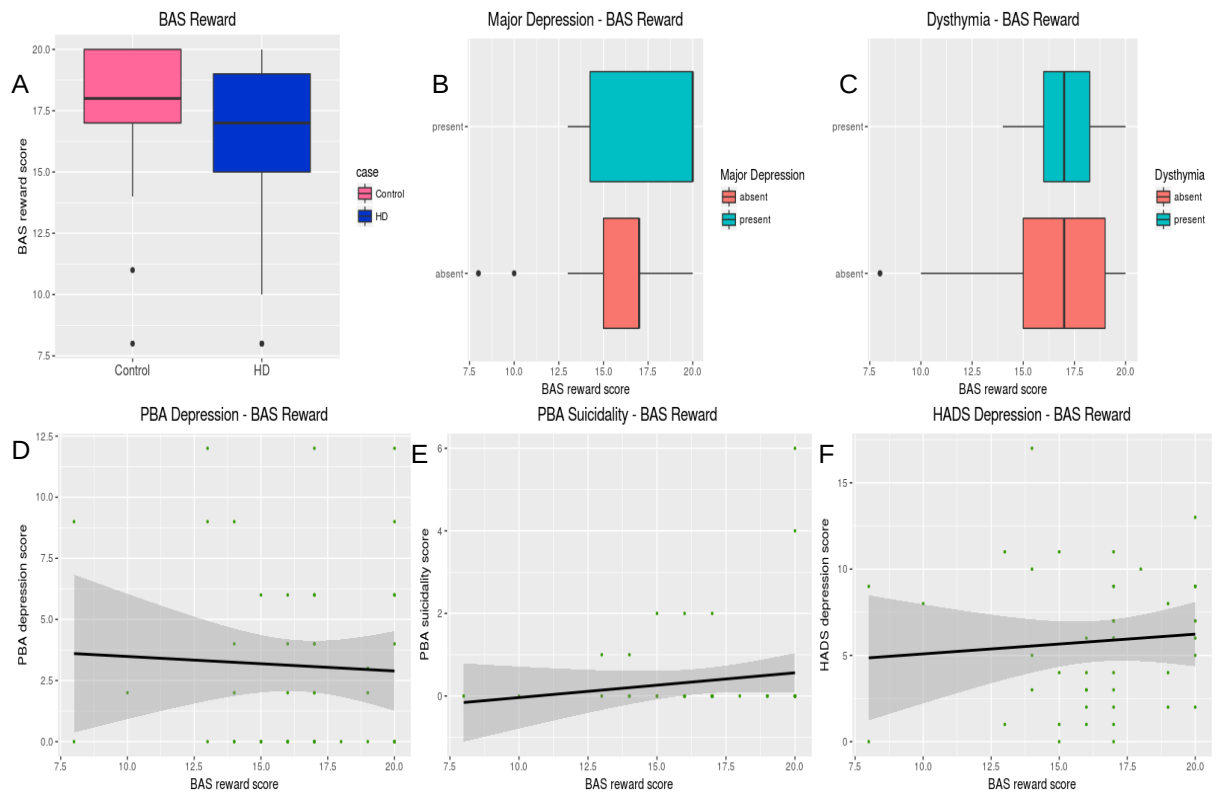 BAS Reward
A
BAS reward score
20.0
17.5
15.0
12.5
10.0
7.5
Control
HD
case
Control
HD
Major Depression - BAS Reward
B
present
absent
7.5 10.0 12.5 15.0 17.5 20.0
BAS reward score
Major Depression
absent
present
Dysthymia - BAS Reward
C
present
absent
7.5 10.0 12.5 15.0 17.5 20.0
BAS reward score
Dysthymia
absent
present
PBA Depression - BAS Reward
D
PBA depression score
12.5
10.0
7.5
5.0
2.5
0.0
7.5 10.0 12.5 15.0 17.5 20.0
BAS reward score
PBA Suicidality - BAS Reward
E
PBA suicidality score
6
4
2
0
7.5 10.0 12.5 15.0 17.5 20.0
BAS reward score
HADS Depression - BAS Reward
F
HADS depression score
15
10
5
0
7.5 10.0 12.5 15.0 17.5 20.0
BAS reward score